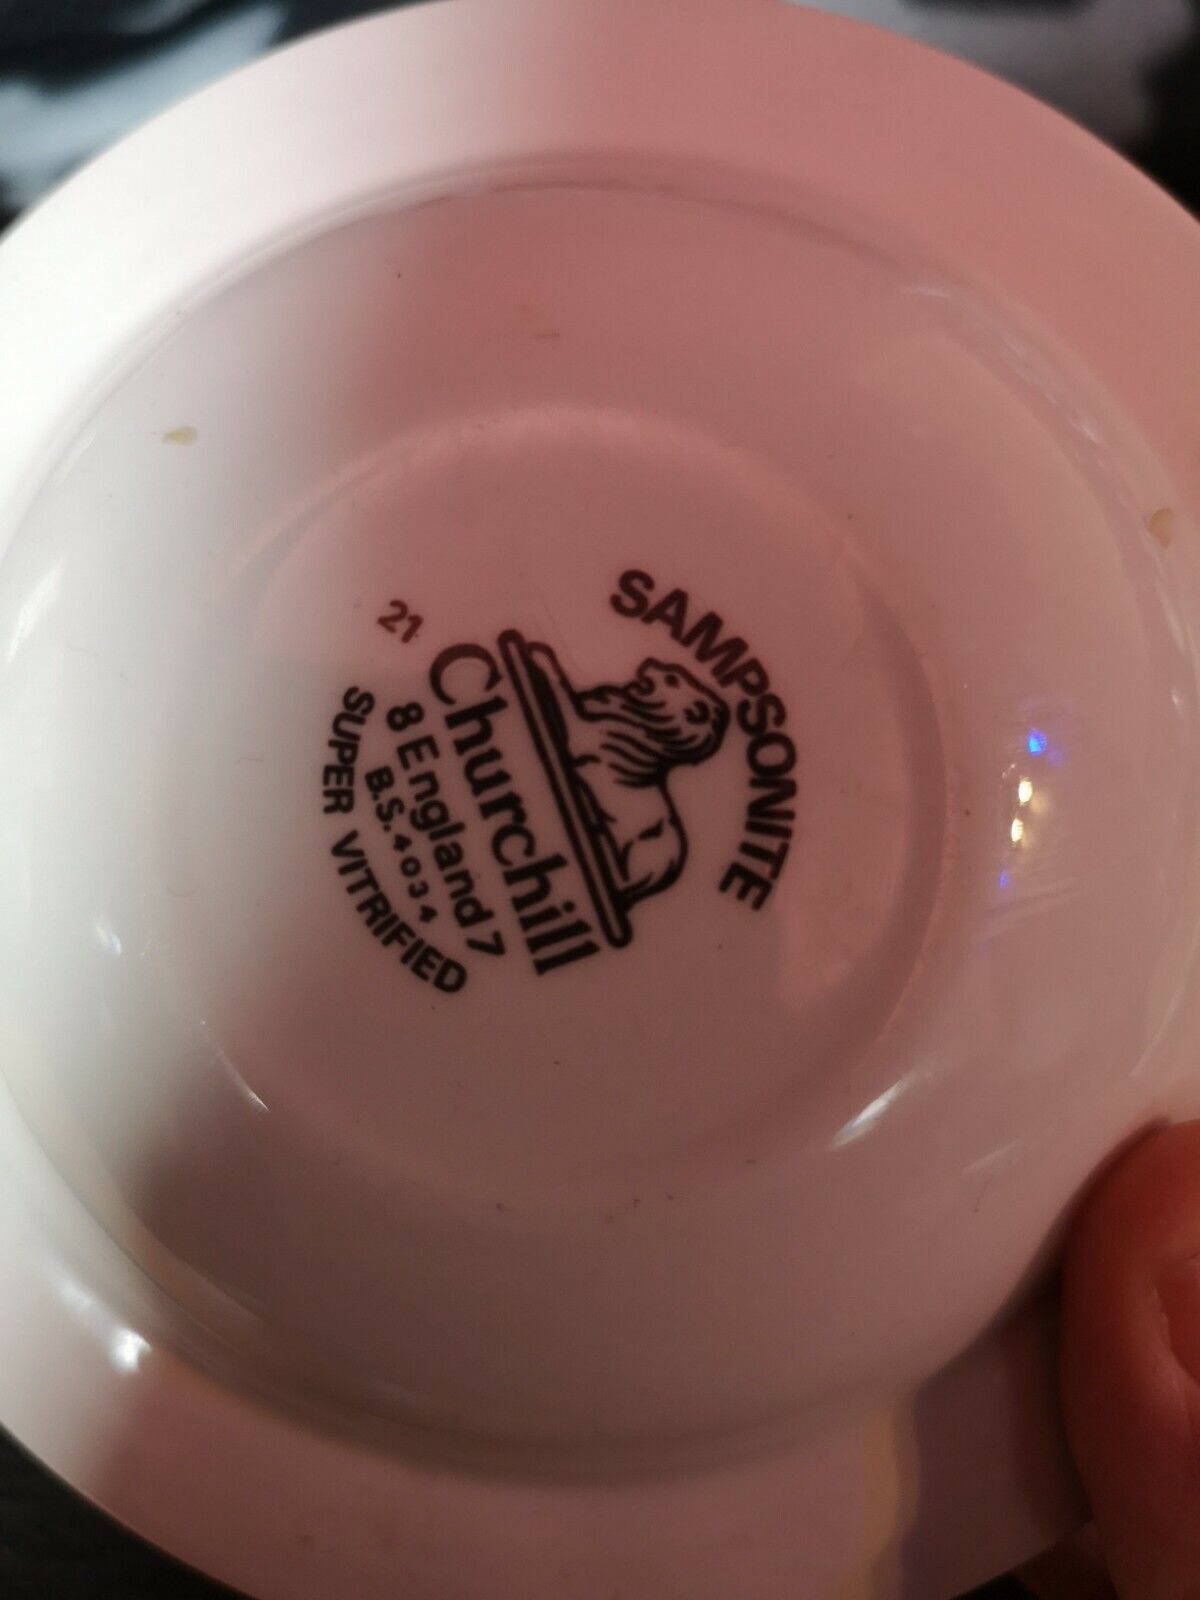 SAMPSONITE
Churchill
21
8 England 7
B.S. 4034
SUPER VITRIFIED